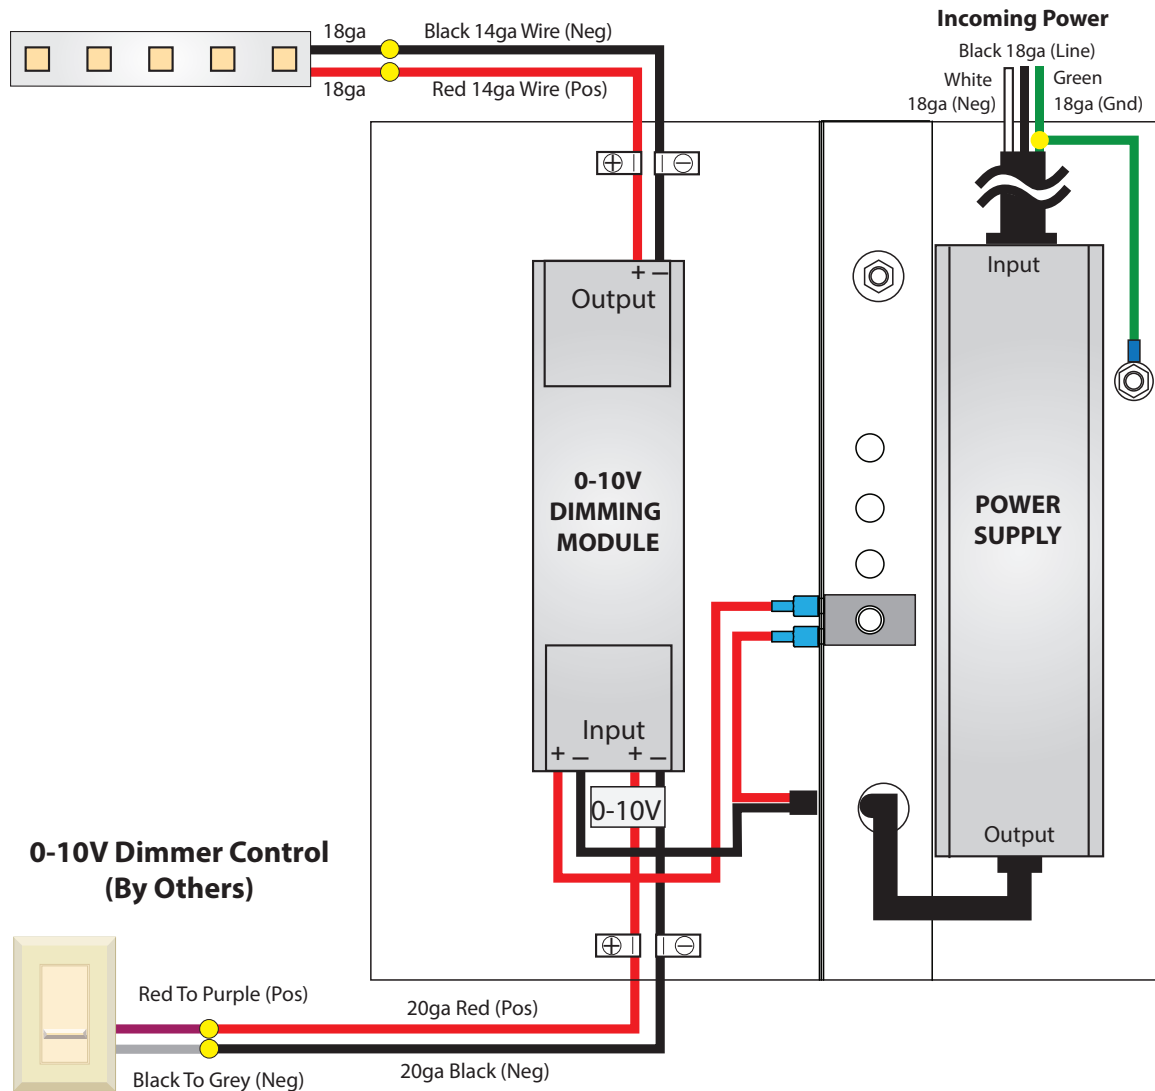 Incoming Power
18ga
Black 14ga Wire (Neg)
Black 18ga (Line)
White
18ga (Neg)
Green
18ga (Gnd)
18ga
Red 14ga Wire (Pos)
+
−
+ −
Output
Input
0-10V
DIMMING
MODULE
POWER
SUPPLY
Input
+ − + −
0-10V
Output
0-10V Dimmer Control
(By Others)
+
−
Red To Purple (Pos)
20ga Red (Pos)
Black To Grey (Neg)
20ga Black (Neg)